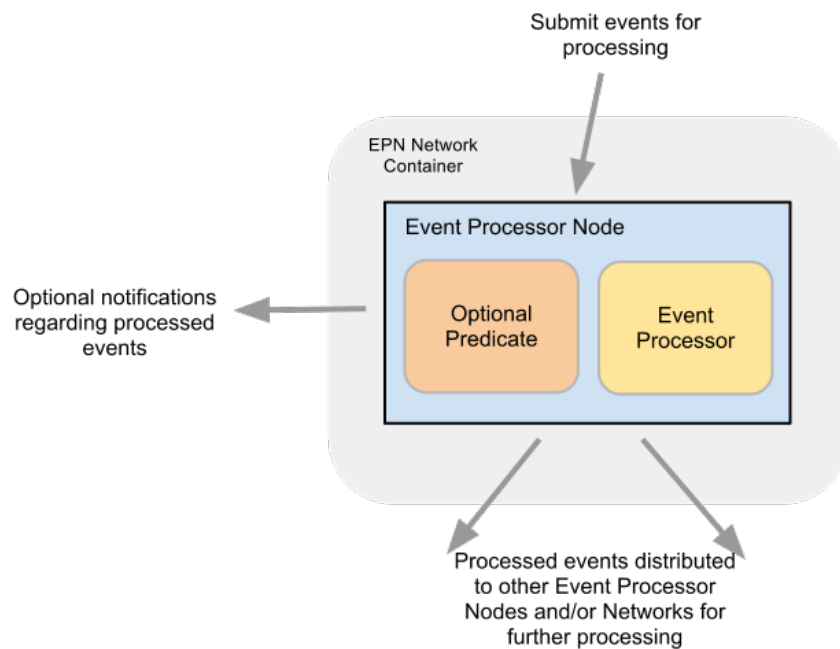 Submit events for
processing
EPN Network
Container
Event Processor Node
Optional
Predicate
Event
Processor
Optional notifications
regarding processed
events
Processed events distributed
to other Event Processor
Nodes and/or Networks for
further processing